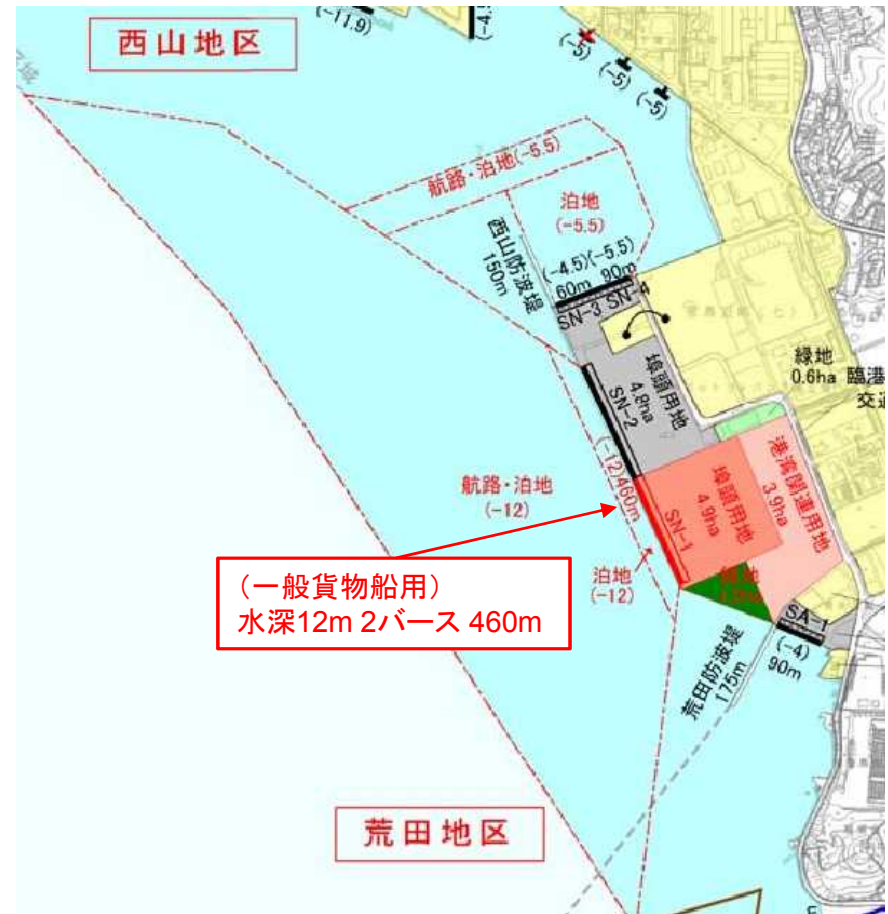 (-11.9)
(-4.
西山地区
(-5)
(-5)
(-5)
航路・泊地(-5.5)
泊地
(-5.5)
西山防波堤
150m
(-4.5)(-5.5)
60m 90m
SN-3 SN-4
緑地
0.6ha
臨港
交通
埠頭用地
4.8ha
SN-2
(-12)460m
航路・泊地
(-12)
港湾関連用地
3.9ha
埠頭用地
4.9ha
SN-1
泊地
(-12)
(一般貨物船用)
水深12m 2バース 460m
緑地
SA-1
(-4)
90m
荒田防波堤
175m
荒田地区